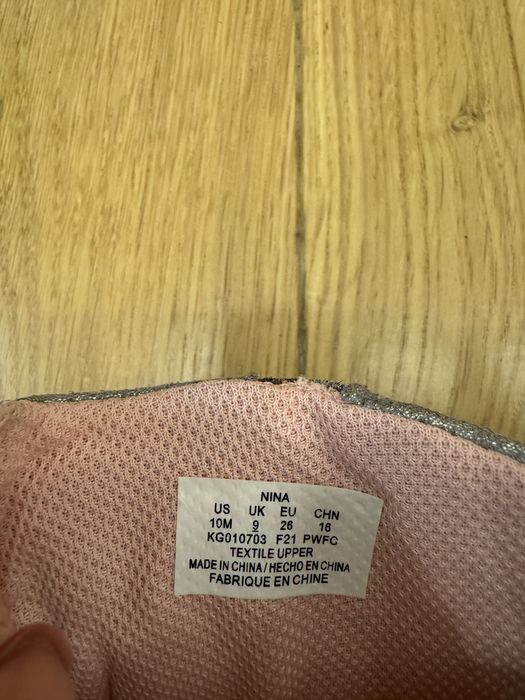 NINA
US UK EU CHN
10M 9 26 16
KG010703 F21 PWFC
TEXTILE UPPER
MADE IN CHINA / HECHO EN CHINA
FABRIQUE EN CHINE